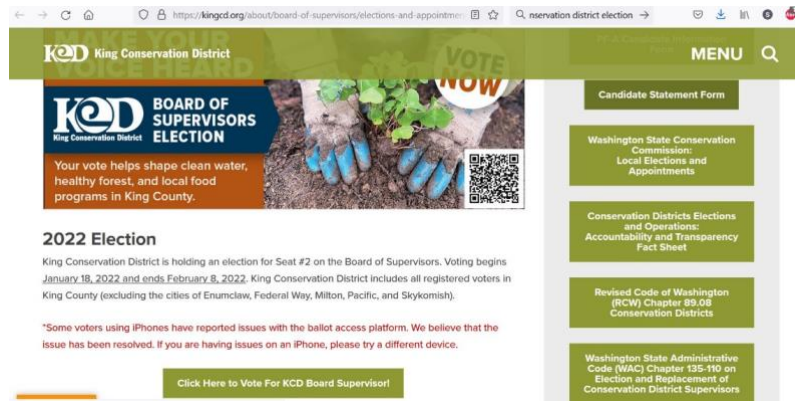 https://kingcd.org/about/board-of-supervisors/elections-and-appointme
nservation district election →
King Conservation District
MENU
MAKE YOUR
VOICE HEARD
VOTE
NOW
KCD
King Conservation District
BOARD OF
SUPERVISORS
ELECTION
Your vote helps shape clean water,
healthy forest, and local food
programs in King County.
2022 Election
King Conservation District is holding an election for Seat #2 on the Board of Supervisors. Voting begins
January 18, 2022 and ends February 8, 2022. King Conservation District includes all registered voters in
King County (excluding the cities of Enumclaw, Federal Way, Milton, Pacific, and Skykomish).
*Some voters using iPhones have reported issues with the ballot access platform. We believe that the
issue has been resolved. If you are having issues on an iPhone, please try a different device.
Click Here to Vote For KCD Board Supervisor!
Candidate Statement Form
Washington State Conservation
Commission:
Local Elections and
Appointments
Conservation Districts Elections
and Operations:
Accountability and Transparency
Fact Sheet
Revised Code of Washington
(RCW) Chapter 89.08
Conservation Districts
Washington State Administrative
Code (WAC) Chapter 135-110 on
Election and Replacement of
Conservation District Supervisors